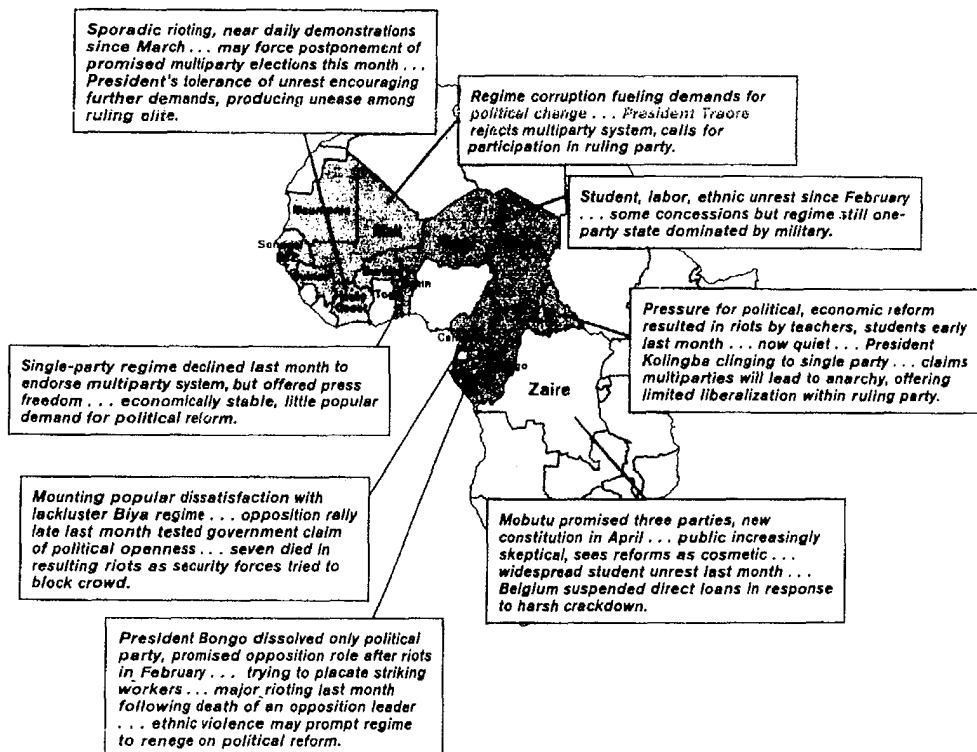 Sporadic rioting, near daily demonstrations
since March . . . may force postponement of
promised multiparty elections this month . . .
President's tolerance of unrest encouraging
further demands, producing unease among
ruling elite.
Regime corruption fueling demands for
political change . . . President Traore
rejects multiparty system, calls for
participation in ruling party.
Student, labor, ethnic unrest since February
. . . some concessions but regime still one-
party state dominated by military.
Mauritania
Mali
Niger
Senegal
Burkina
Togo
Zaire
Pressure for political, economic reform
resulted in riots by teachers, students early
last month . . . now quiet . . . President
Kolingba clinging to single party . . . claims
multiparties will lead to anarchy, offering
limited liberalization within ruling party.
Single-party regime declined last month to
endorse multiparty system, but offered press
freedom . . . economically stable, little popular
demand for political reform.
Mounting popular dissatisfaction with
lackluster Biya regime . . . opposition rally
late last month tested government claim
of political openness . . . seven died in
resulting riots as security forces tried to
block crowd.
Mobutu promised three parties, new
constitution in April . . . public increasingly
skeptical, sees reforms as cosmetic . . .
widespread student unrest last month . . .
Belgium suspended direct loans in response
to harsh crackdown.
President Bongo dissolved only political
party, promised opposition role after riots
in February . . . trying to placate striking
workers . . . major rioting last month
following death of an opposition leader
. . . ethnic violence may prompt regime
to renege on political reform.